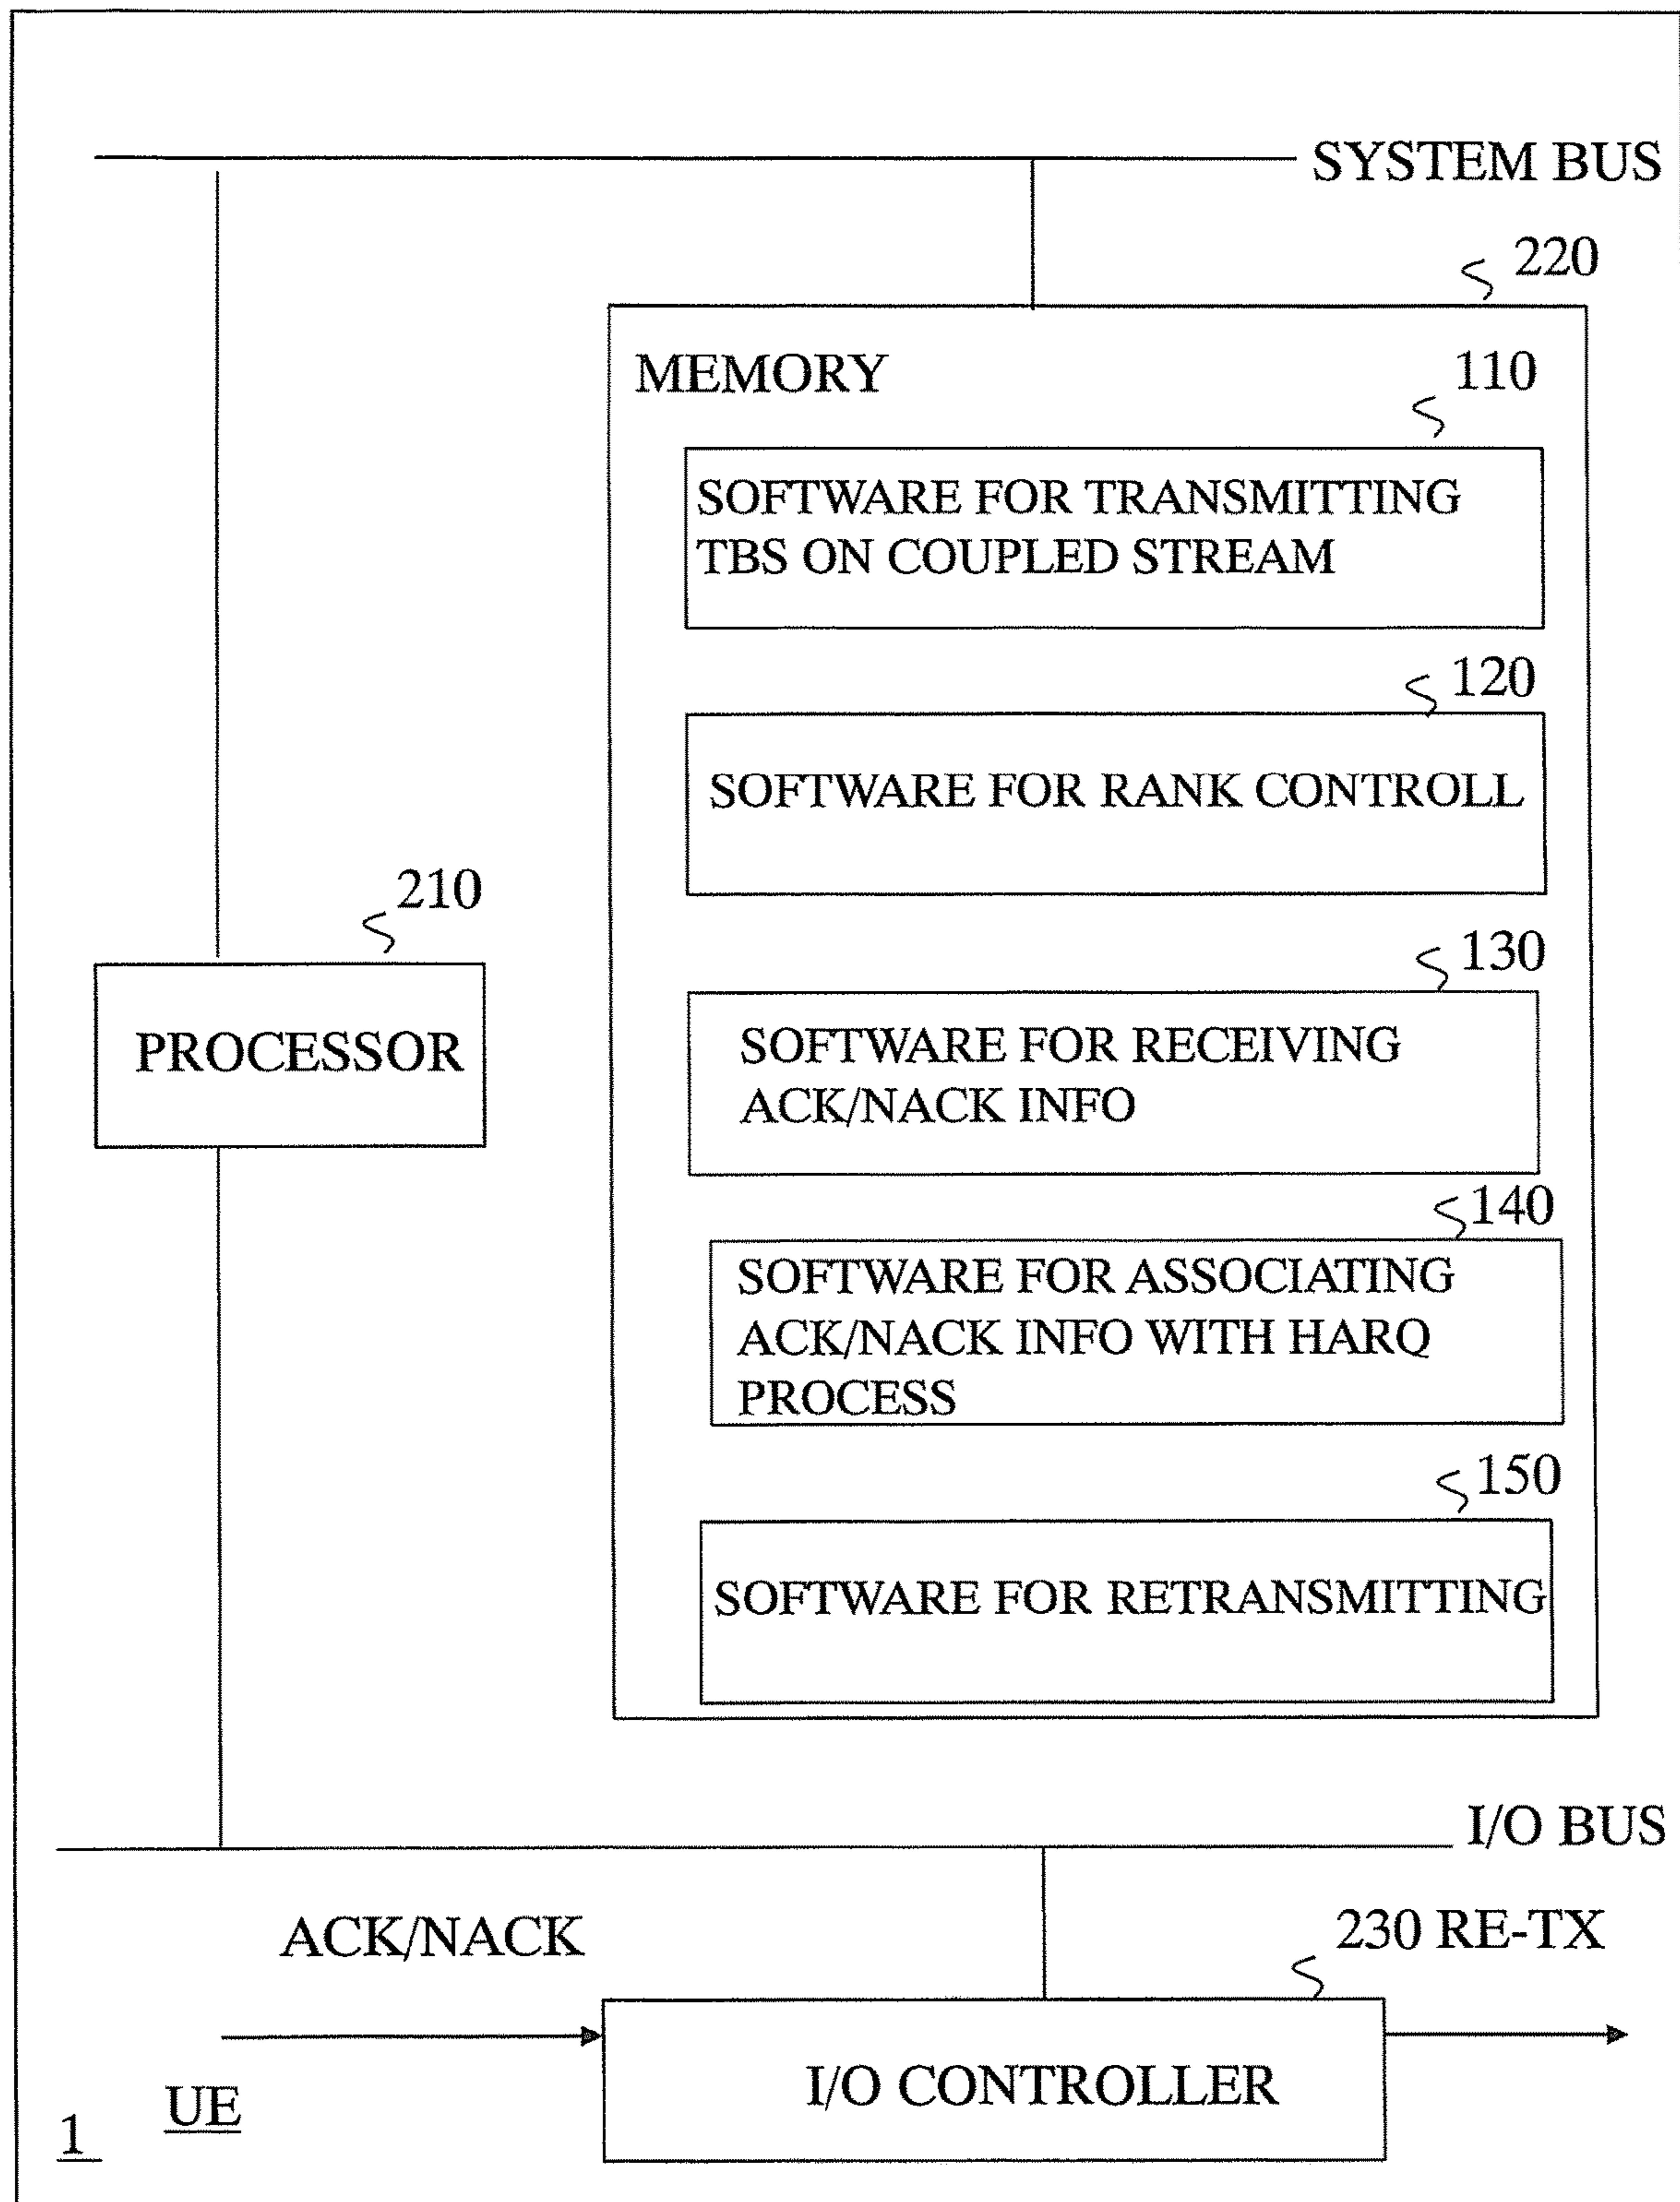 SYSTEM BUS
220
MEMORY
110
SOFTWARE FOR TRANSMITTING
TBS ON COUPLED STREAM
120
SOFTWARE FOR RANK CONTROLL
210
PROCESSOR
130
SOFTWARE FOR RECEIVING
ACK/NACK INFO
140
SOFTWARE FOR ASSOCIATING
ACK/NACK INFO WITH HARQ
PROCESS
150
SOFTWARE FOR RETRANSMITTING
I/O BUS
ACK/NACK
230 RE-TX
I/O CONTROLLER
UE
1